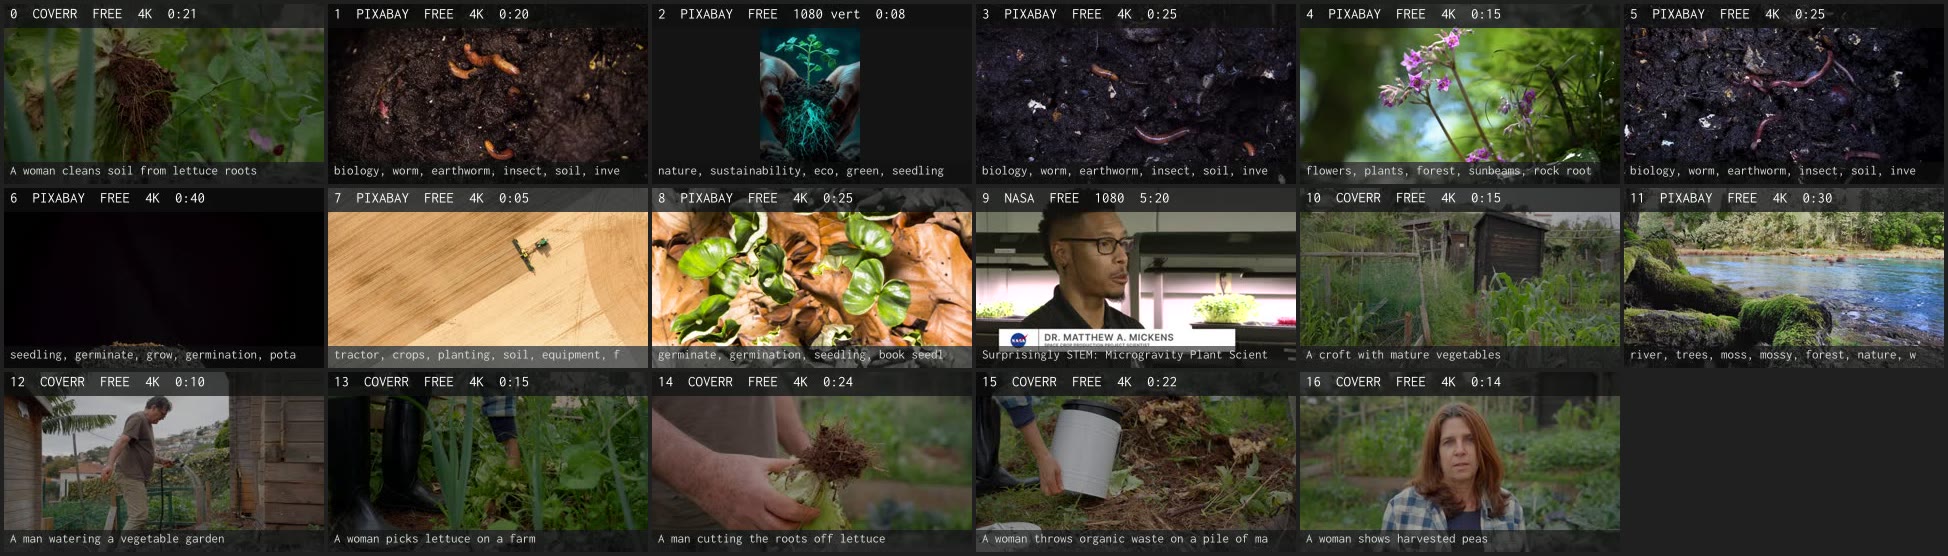 0 COVERR FREE 4K 0:21
1 PIXABAY FREE 4K 0:20
2 PIXABAY FREE 1080 vert 0:08
3 PIXABAY FREE 4K 0:25
4 PIXABAY FREE 4K 0:15
5 PIXABAY FREE 4K 0:25
A woman cleans soil from lettuce roots
biology, worm, earthworm, insect, soil, inve
nature, sustainability, eco, green, seedling
biology, worm, earthworm, insect, soil, inve
flowers, plants, forest, sunbeams, rock root
biology, worm, earthworm, insect, soil, inve
6 PIXABAY FREE 4K 0:40
7 PIXABAY FREE 4K 0:05
8 PIXABAY FREE 4K 0:25
9 NASA FREE 1080 5:20
10 COVERR FREE 4K 0:15
11 PIXABAY FREE 4K 0:30
NASA
DR. MATTHEW A. MICKENS
SPACE CROP PRODUCTION PROJECT SCIENTIST
seedling, germinate, grow, germination, pota
tractor, crops, planting, soil, equipment, f
germinate, germination, seedling, book seedl
Surprisingly STEM: Microgravity Plant Scient
A croft with mature vegetables
river, trees, moss, mossy, forest, nature, w
12 COVERR FREE 4K 0:10
13 COVERR FREE 4K 0:15
14 COVERR FREE 4K 0:24
15 COVERR FREE 4K 0:22
16 COVERR FREE 4K 0:14
A man watering a vegetable garden
A woman picks lettuce on a farm
A man cutting the roots off lettuce
A woman throws organic waste on a pile of ma
A woman shows harvested peas